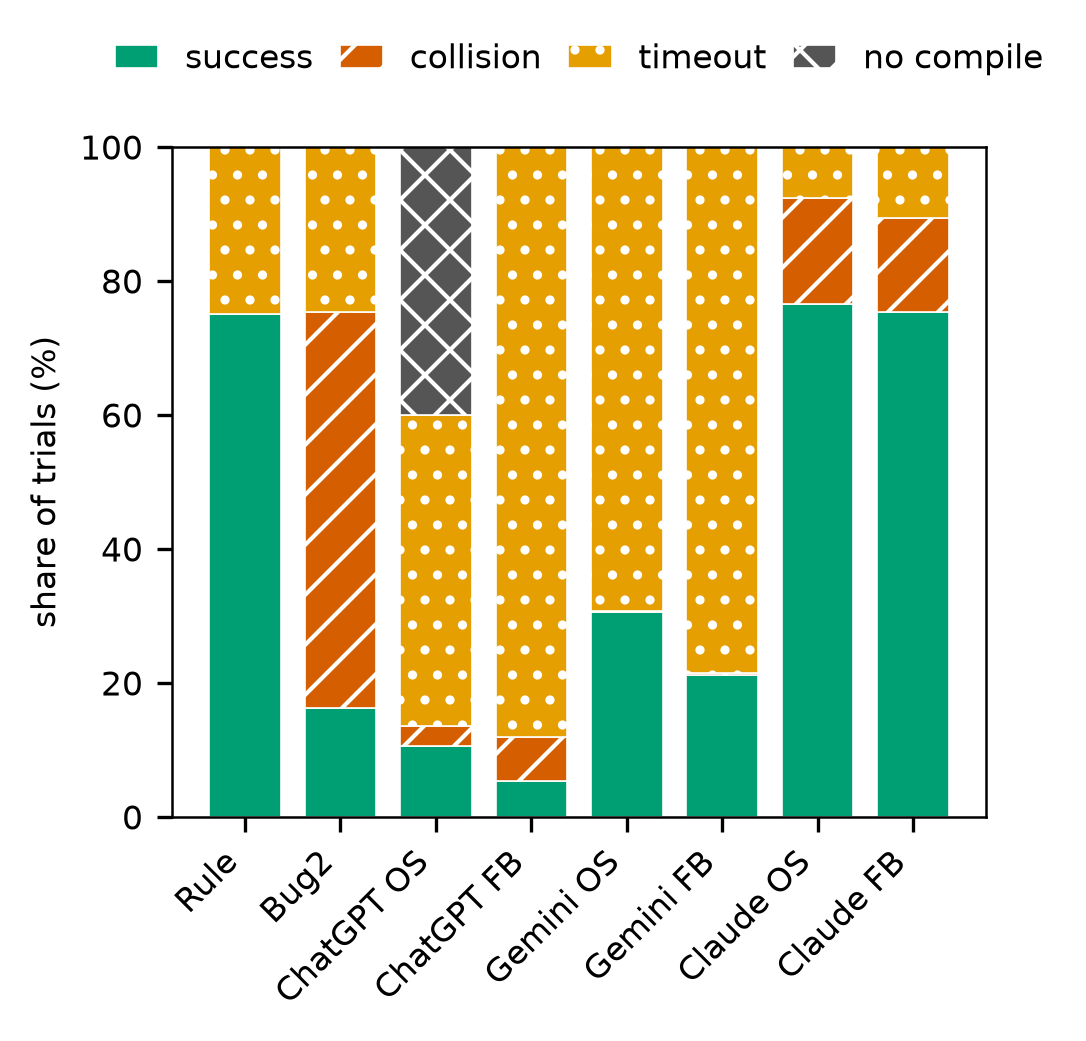 success collision timeout no compile
100
80
60
40
20
0
share of trials (%)
Rule
Bug2
ChatGPT OS
ChatGPT FB
Gemini OS
Gemini FB
Claude OS
Claude FB